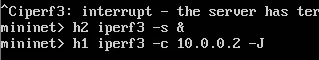 ^Ciperf3: interrupt - the server has ter
mininet> h2 iperf3 -s &
mininet> h1 iperf3 -c 10.0.0.2 -J